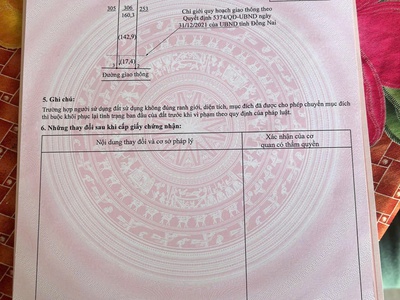 305 306 253
160,3
(142,9)
(17,4)
Đường giao thông
Chỉ giới quy hoạch giao thông theo
Quyết định 5374/QĐ-UBND ngày
31/12/2021 của UBND tỉnh Đồng Nai
5. Ghi chú:
Trường hợp người sử dụng đất sử dụng không đúng ranh giới, diện tích, mục đích đã được cho phép chuyển mục đích
thì buộc khôi phục lại tình trạng ban đầu của đất trước khi vi phạm theo quy định của pháp luật.
6. Những thay đổi sau khi cấp giấy chứng nhận:
Nội dung thay đổi và cơ sở pháp lý
Xác nhận của cơ
quan có thẩm quyền